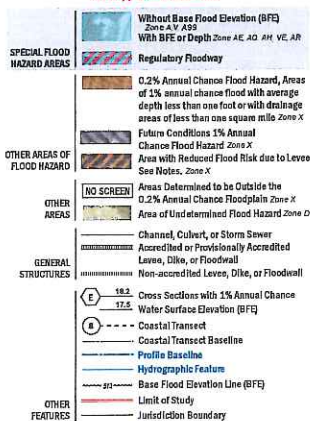 Without Base Flood Elevation (BFE)
Zone A,V, A99
SPECIAL FLOOD
HAZARD AREAS
With BFE or Depth Zone AE, AO, AH, VE, AR
Regulatory Floodway
0.2% Annual Chance Flood Hazard, Areas
of 1% annual chance flood with average
depth less than one foot or with drainage
areas of less than one square mile Zone X
Future Conditions 1% Annual
Chance Flood Hazard Zone X
OTHER AREAS OF
FLOOD HAZARD
Area with Reduced Flood Risk due to Levee
See Notes. Zone X
NO SCREEN
Areas Determined to be Outside the
0.2% Annual Chance Floodplain Zone X
OTHER
AREAS
Area of Undetermined Flood Hazard Zone D
Channel, Culvert, or Storm Sewer
Accredited or Provisionally Accredited
Levee, Dike, or Floodwall
GENERAL
STRUCTURES
Non-accredited Levee, Dike, or Floodwall
E 18.2 Cross Sections with 1% Annual Chance
17.5 Water Surface Elevation (BFE)
8 Coastal Transect
Coastal Transect Baseline
Profile Baseline
Hydrographic Feature
513 Base Flood Elevation Line (BFE)
OTHER
FEATURES
Limit of Study
Jurisdiction Boundary